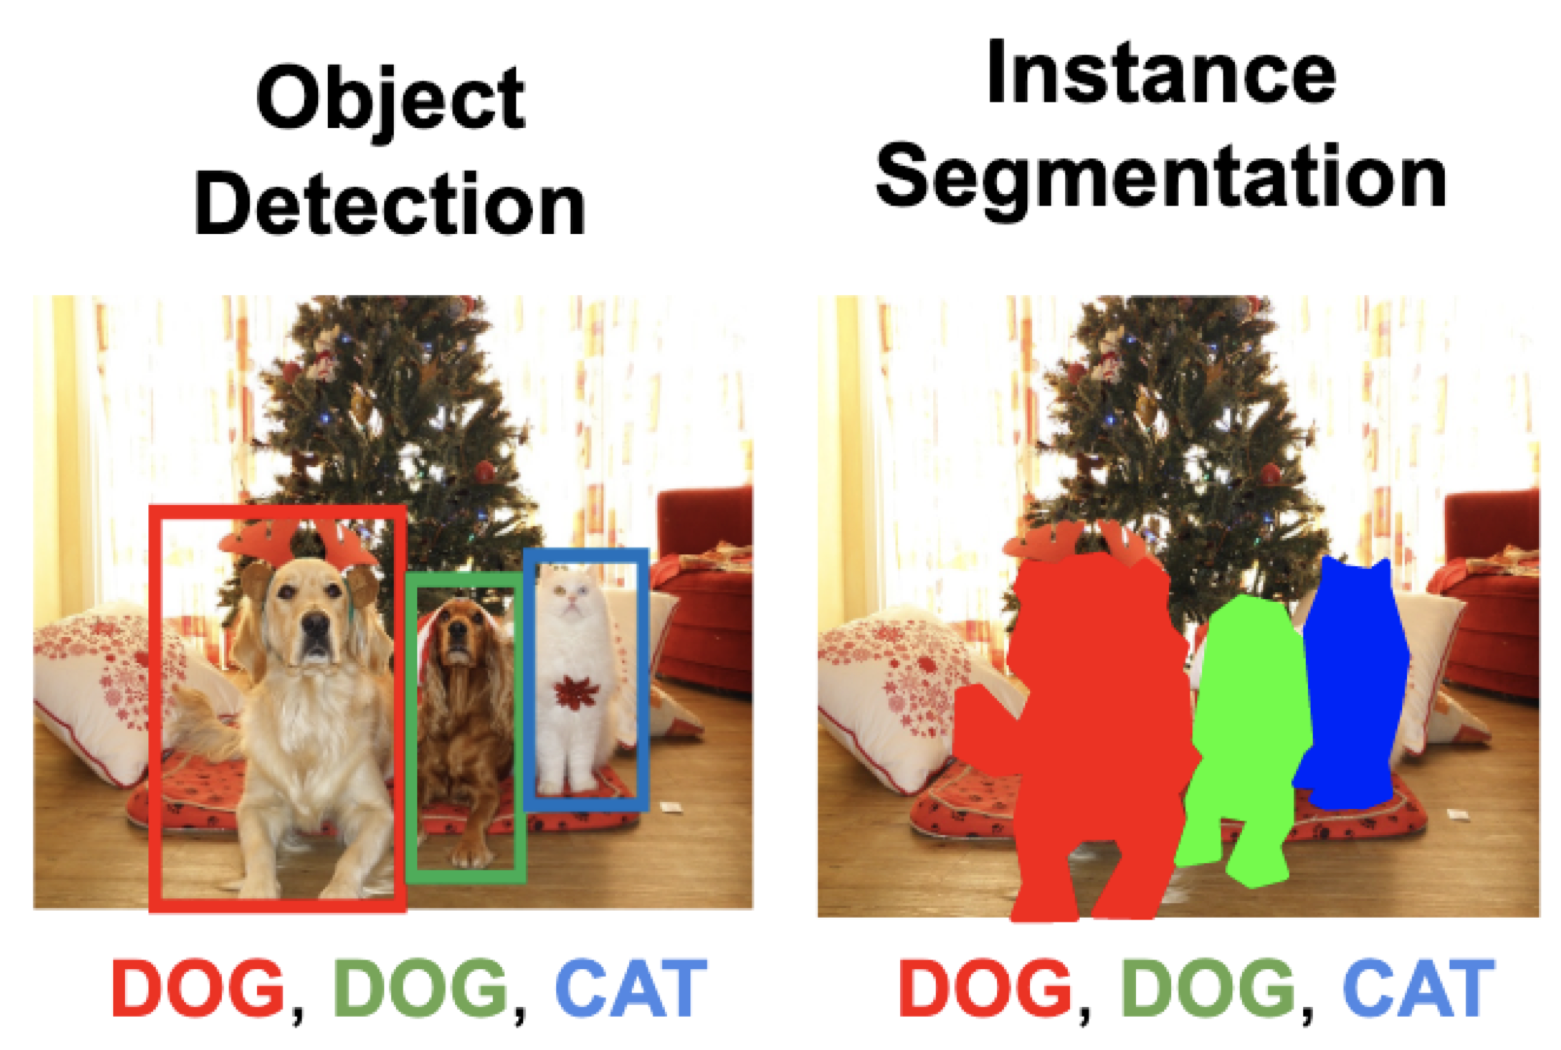 Object
Detection
Instance
Segmentation
DOG, DOG, CAT
DOG, DOG, CAT